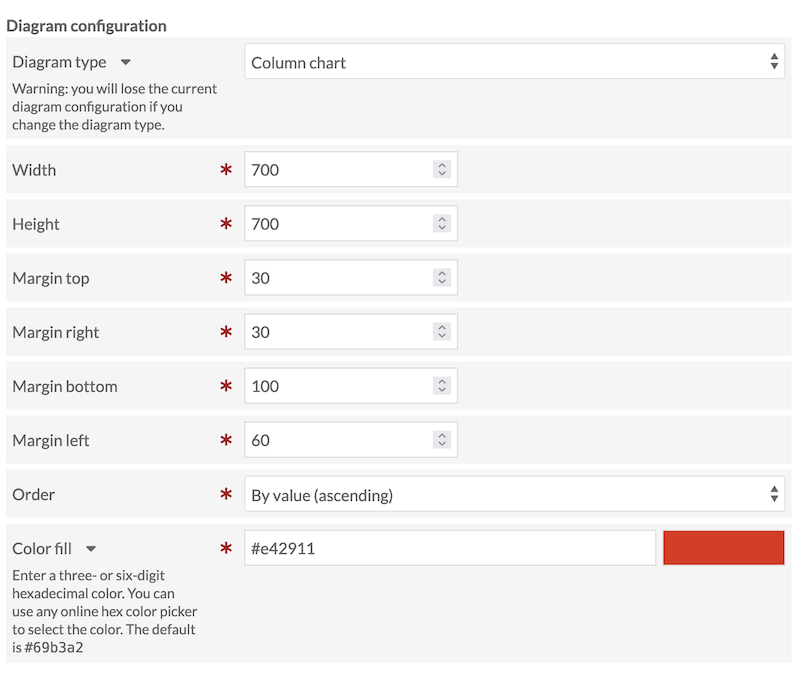 Diagram configuration
Diagram type
Column chart
Warning: you will lose the current
diagram configuration if you
change the diagram type.
Width * 700
Height * 700
Margin top * 30
Margin right * 30
Margin bottom * 100
Margin left * 60
Order * By value (ascending)
Color fill * #e42911
Enter a three- or six-digit
hexadecimal color. You can
use any online hex color picker
to select the color. The default
is #69b3a2